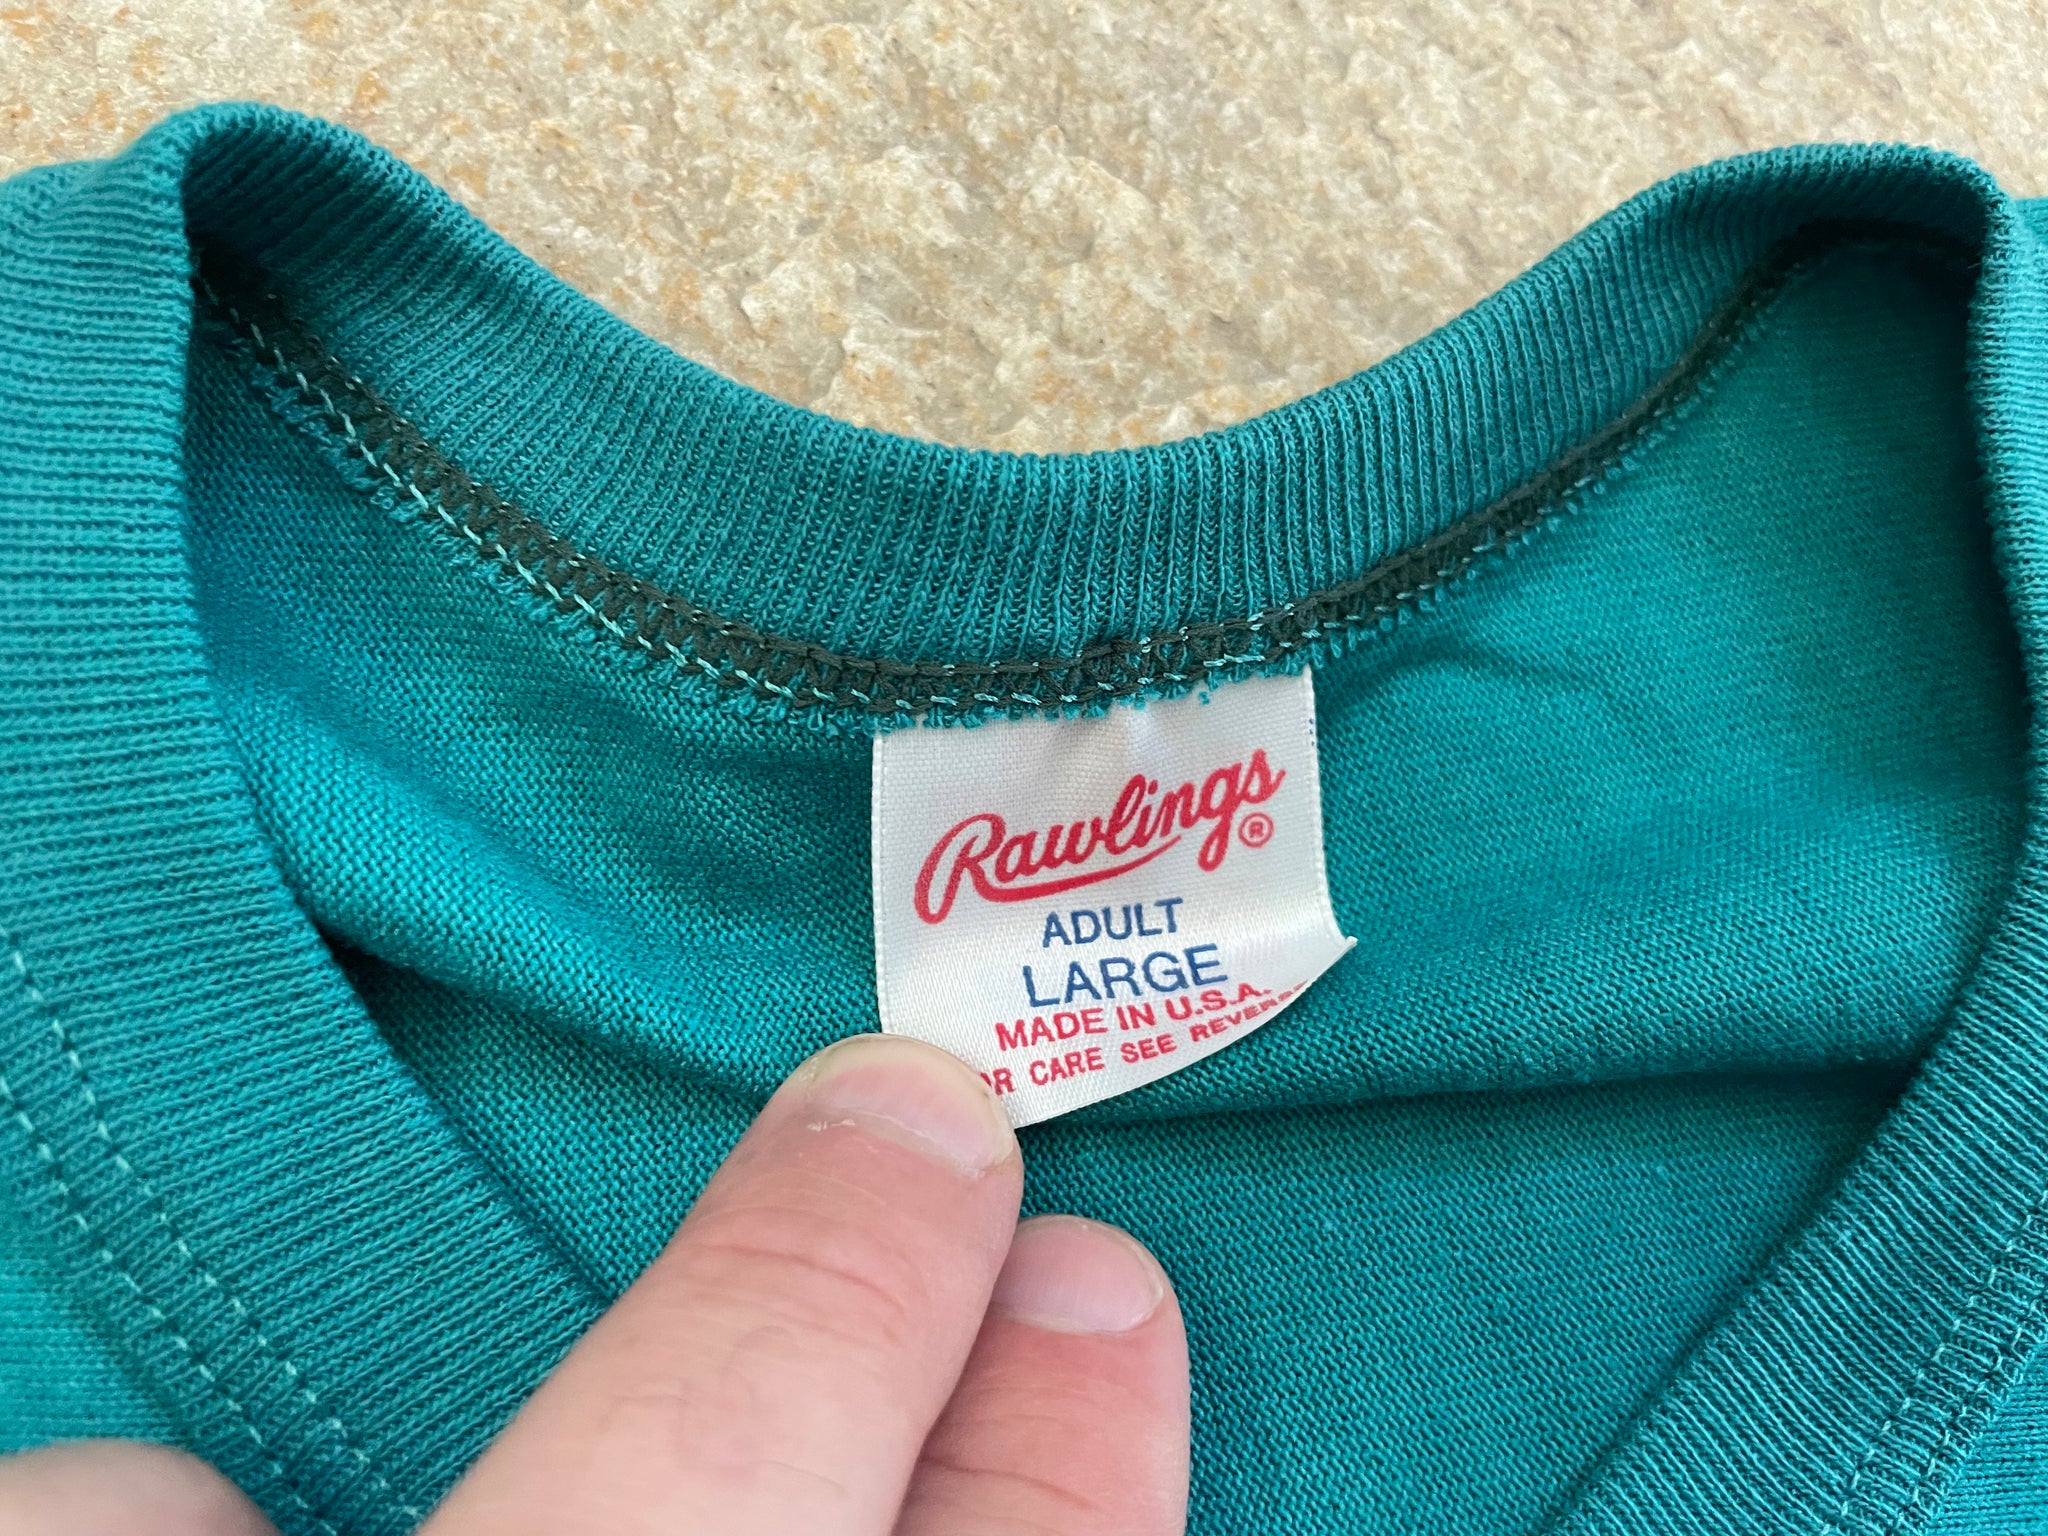 Rawlings®
ADULT
LARGE
MADE IN U.S.A.
CARE SEE